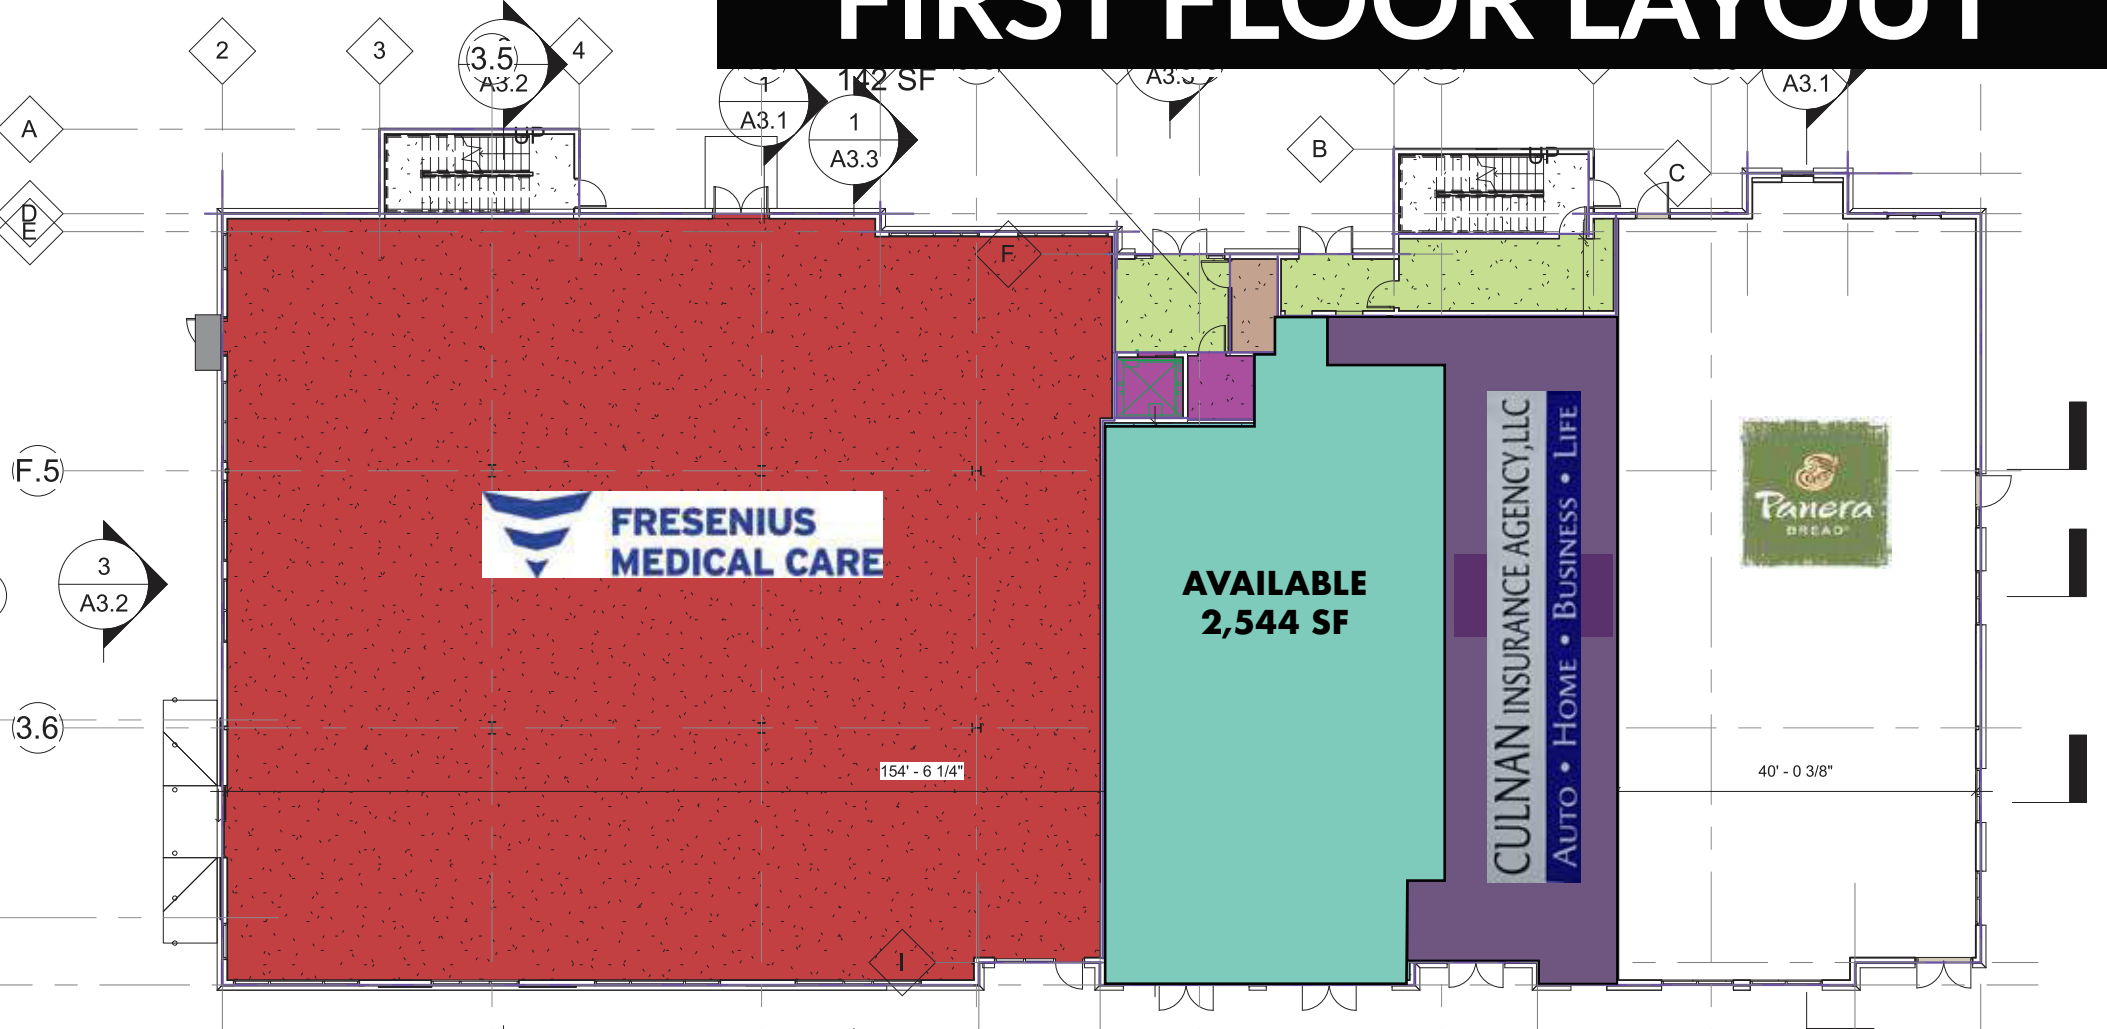 FIRST FLOOR LAYOUT
2
3
3.5
A3.2
4
1
A3.1
142 SF
1
A3.3
A3.1
A
UP
B
UP
C
D
E
F
F.5
FRESENIUS
MEDICAL CARE
Panera
BREAD
AVAILABLE
2,544 SF
CULNAN INSURANCE AGENCY,LLC
AUTO • HOME • BUSINESS • LIFE
3
A3.2
3.6
154' - 6 1/4"
40' - 0 3/8"
I